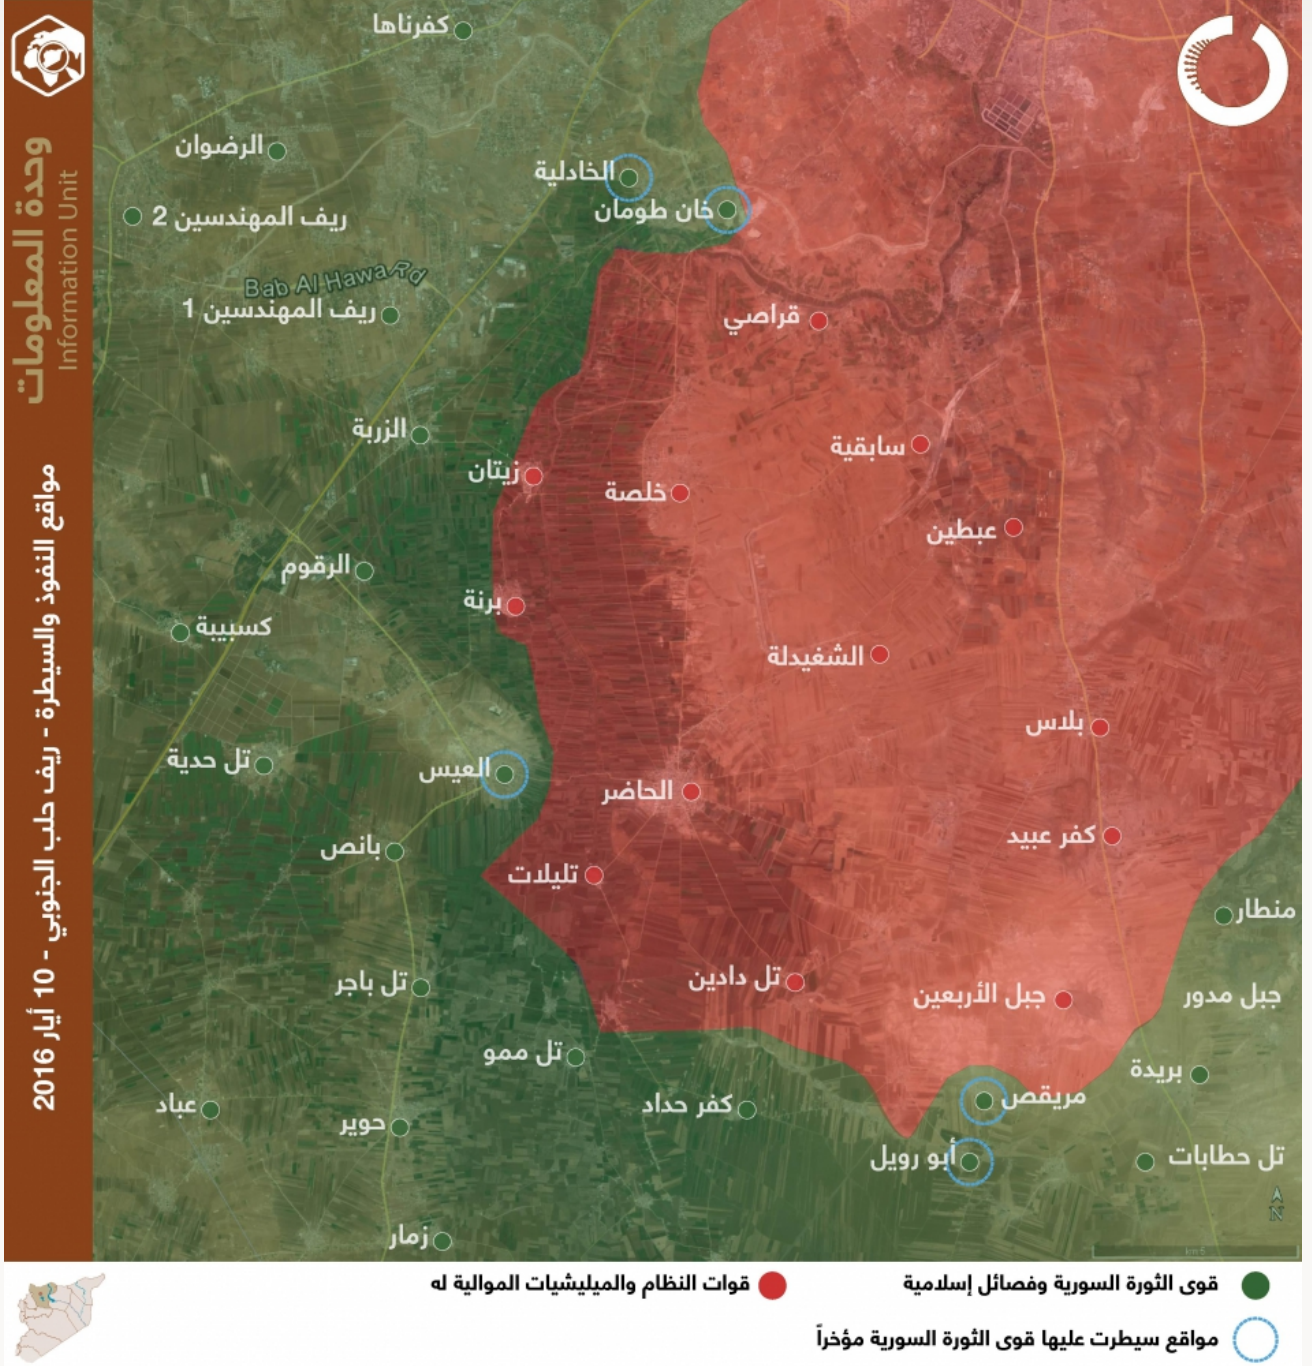 وحدة المعلومات
Information Unit
مواقع النفوذ والسيطرة - ريف حلب الجنوبي - 10 أيار 2016
كفرناها
الرضوان
الخادلية
خان طومان
ريف المهندسين 2
Bab Al Hawa Rd
ريف المهندسين 1
قراصي
الزربة
سابقية
زيتان
خلصة
عبطين
الرقوم
برنة
كسبيبة
الشغيدلة
بلاس
تل حدية
العيس
الحاضر
كفر عبيد
بانص
تليلات
منطار
تل باجر
تل دادين
جبل الأربعين
جبل مدور
تل ممو
بريدة
عباد
كفر حداد
مريقص
حوير
أبو رويل
تل حطابات
زمار
N
km 5
قوى الثورة السورية وفصائل إسلامية
قوات النظام والميليشيات الموالية له
مواقع سيطرت عليها قوى الثورة السورية مؤخراً